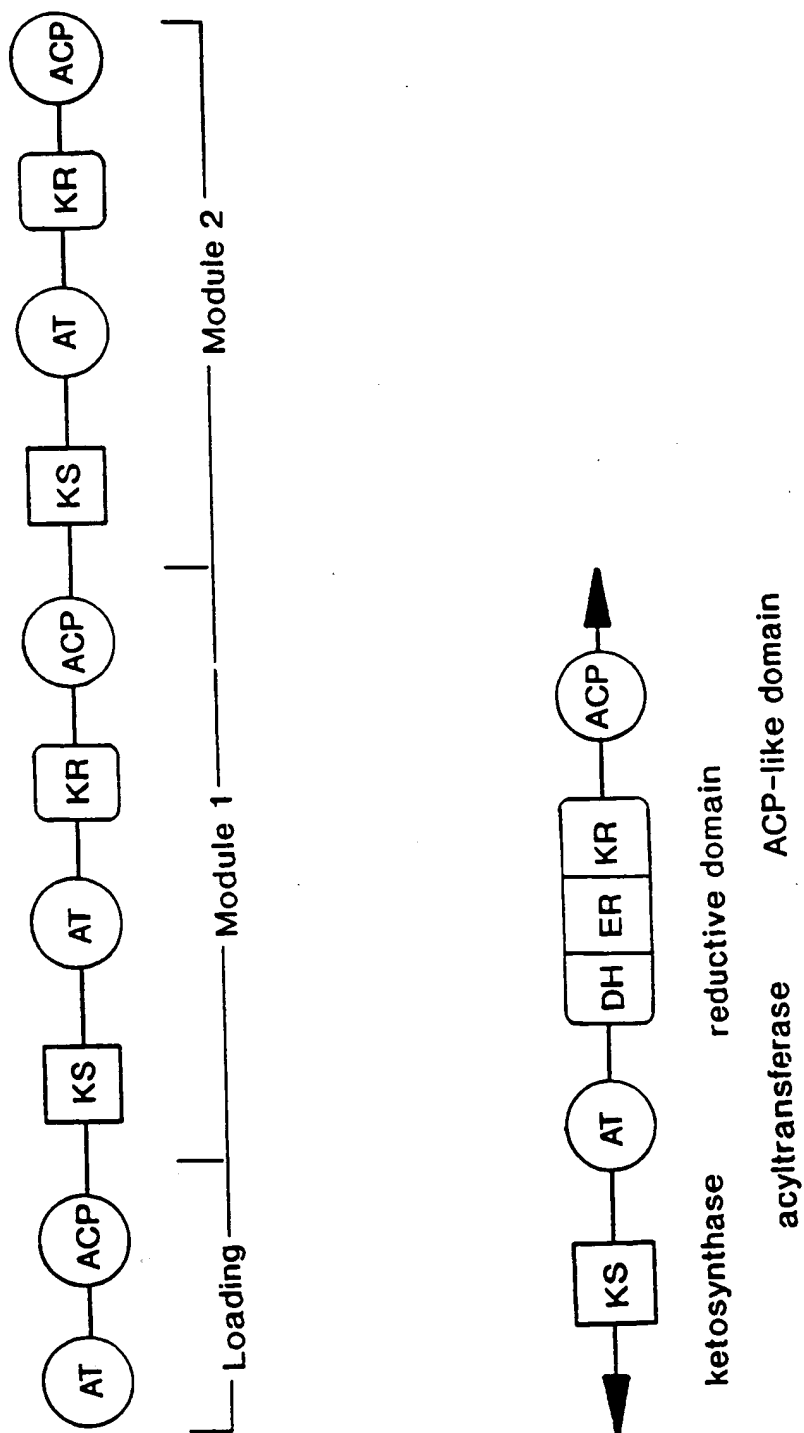 AT ACP KS AT KR ACP KS AT KR ACP
Loading Module 1 Module 2
KS AT DH ER KR ACP
ketosynthase reductive domain
acyltransferase ACP-like domain